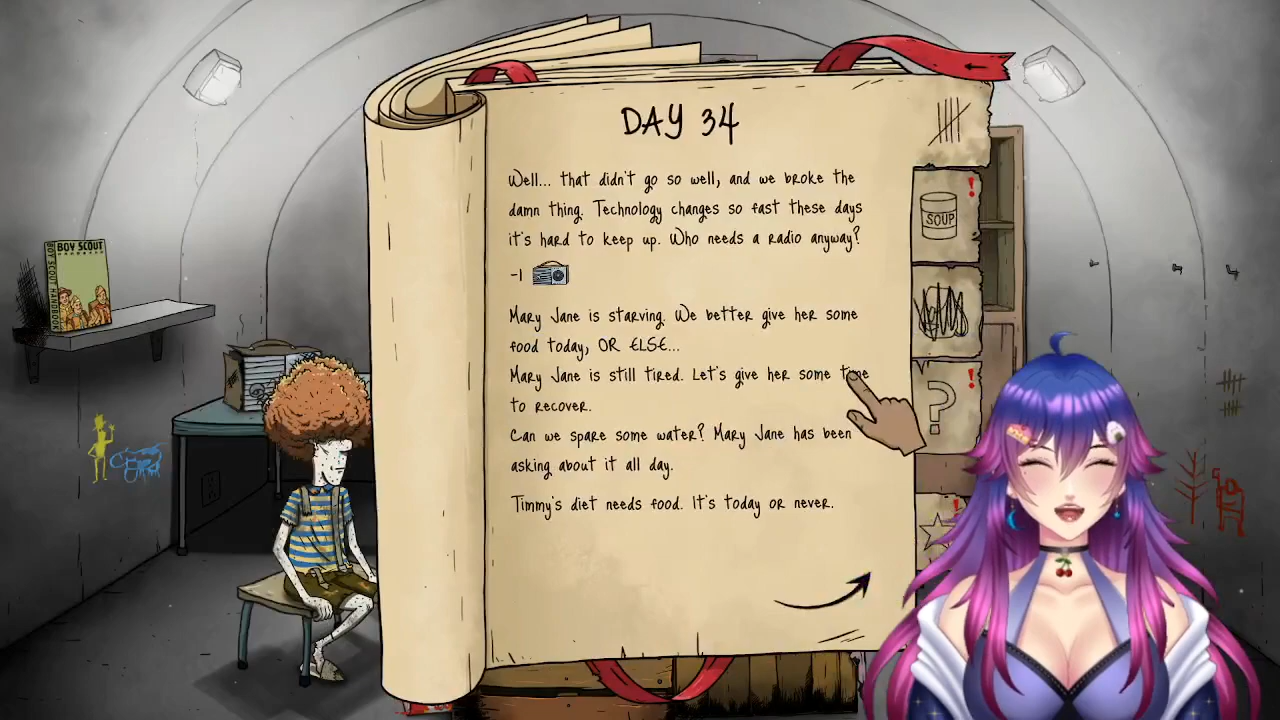 DAY 34
Well... that didn't go so well, and we broke the
damn thing. Technology changes so fast these days
it's hard to keep up. Who needs a radio anyway?
-1
Mary Jane is starving. We better give her some
food today, OR ELSE...
Mary Jane is still tired. Let's give her some time
to recover.
Can we spare some water? Mary Jane has been
asking about it all day.
Timmy's diet needs food. It's today or never.
SOUP
!
?
!
!
BOY SCOUT
BOY SCOUT HANDBOOK